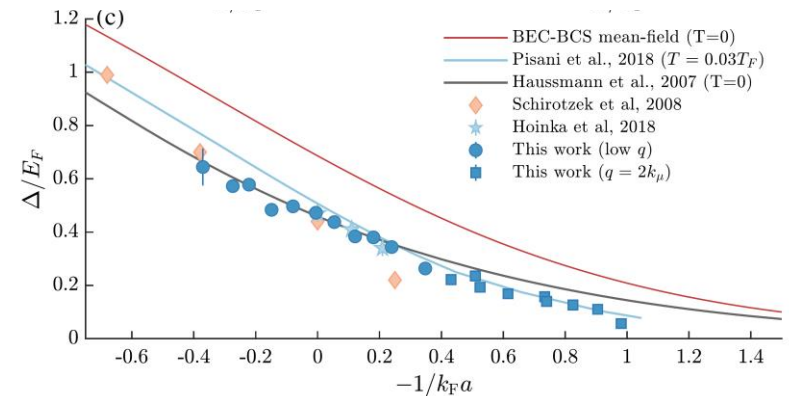 (c)
1.2
1
0.8
0.6
0.4
0.2
0
Δ/E_F
-0.6 -0.4 -0.2 0 0.2 0.4 0.6 0.8 1 1.2 1.4
−1/k_F a
BEC-BCS mean-field (T=0)
Pisani et al., 2018 (T = 0.03T_F)
Haussmann et al., 2007 (T=0)
Schirotzek et al, 2008
Hoinka et al, 2018
This work (low q)
This work (q = 2k_μ)